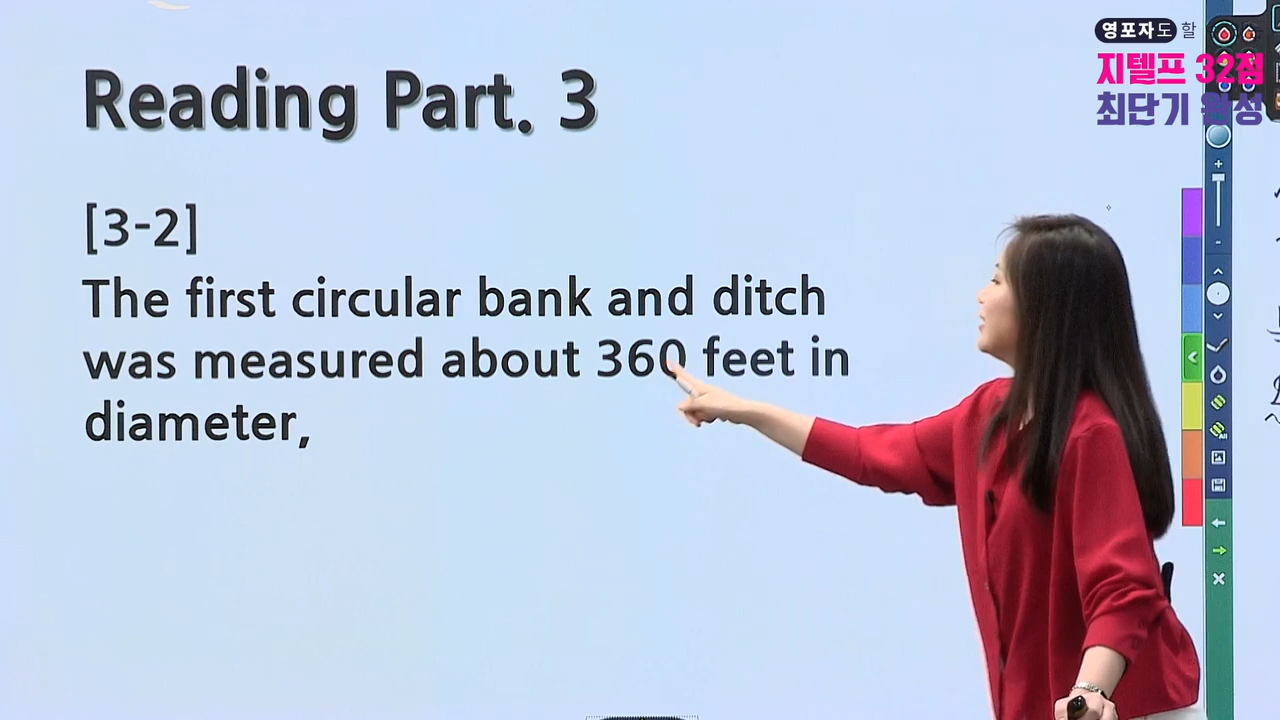 영포자도 할
지텔프 32점
최단기 완성
Reading Part. 3
[3-2]
The first circular bank and ditch
was measured about 360 feet in
diameter,